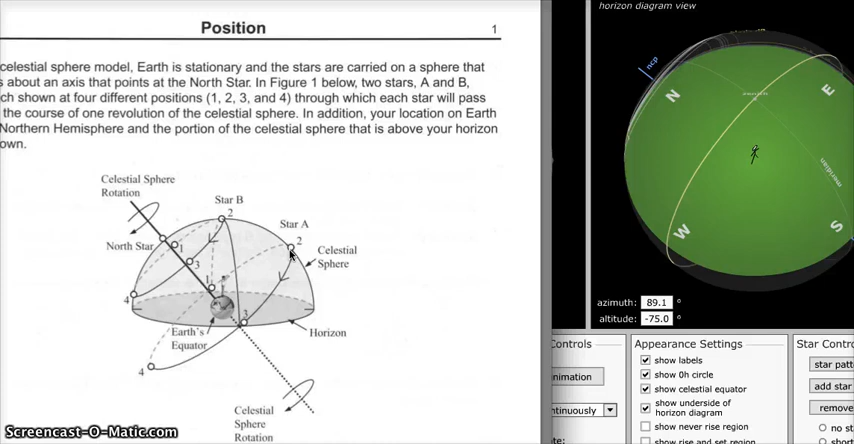 Position
1
celestial sphere model, Earth is stationary and the stars are carried on a sphere that
s about an axis that points at the North Star. In Figure 1 below, two stars, A and B,
ch shown at four different positions (1, 2, 3, and 4) through which each star will pass
the course of one revolution of the celestial sphere. In addition, your location on Earth
Northern Hemisphere and the portion of the celestial sphere that is above your horizon
own.
Celestial Sphere
Rotation
Star B
2
Star A
2
North Star
1
3
Celestial
Sphere
4
1
3
Earth's
Equator
Horizon
4
Celestial
Sphere
Rotation
Screencast-O-Matic.com
horizon diagram view
ncp
N
E
meridian
W
S
azimuth: 89.1 °
altitude: -75.0 °
Controls
nimation
ntinuously
Appearance Settings
show labels
show 0h circle
show celestial equator
show underside of
horizon diagram
show never rise region
show rise and set region
Star Contro
star patte
add star
remove
no st
short